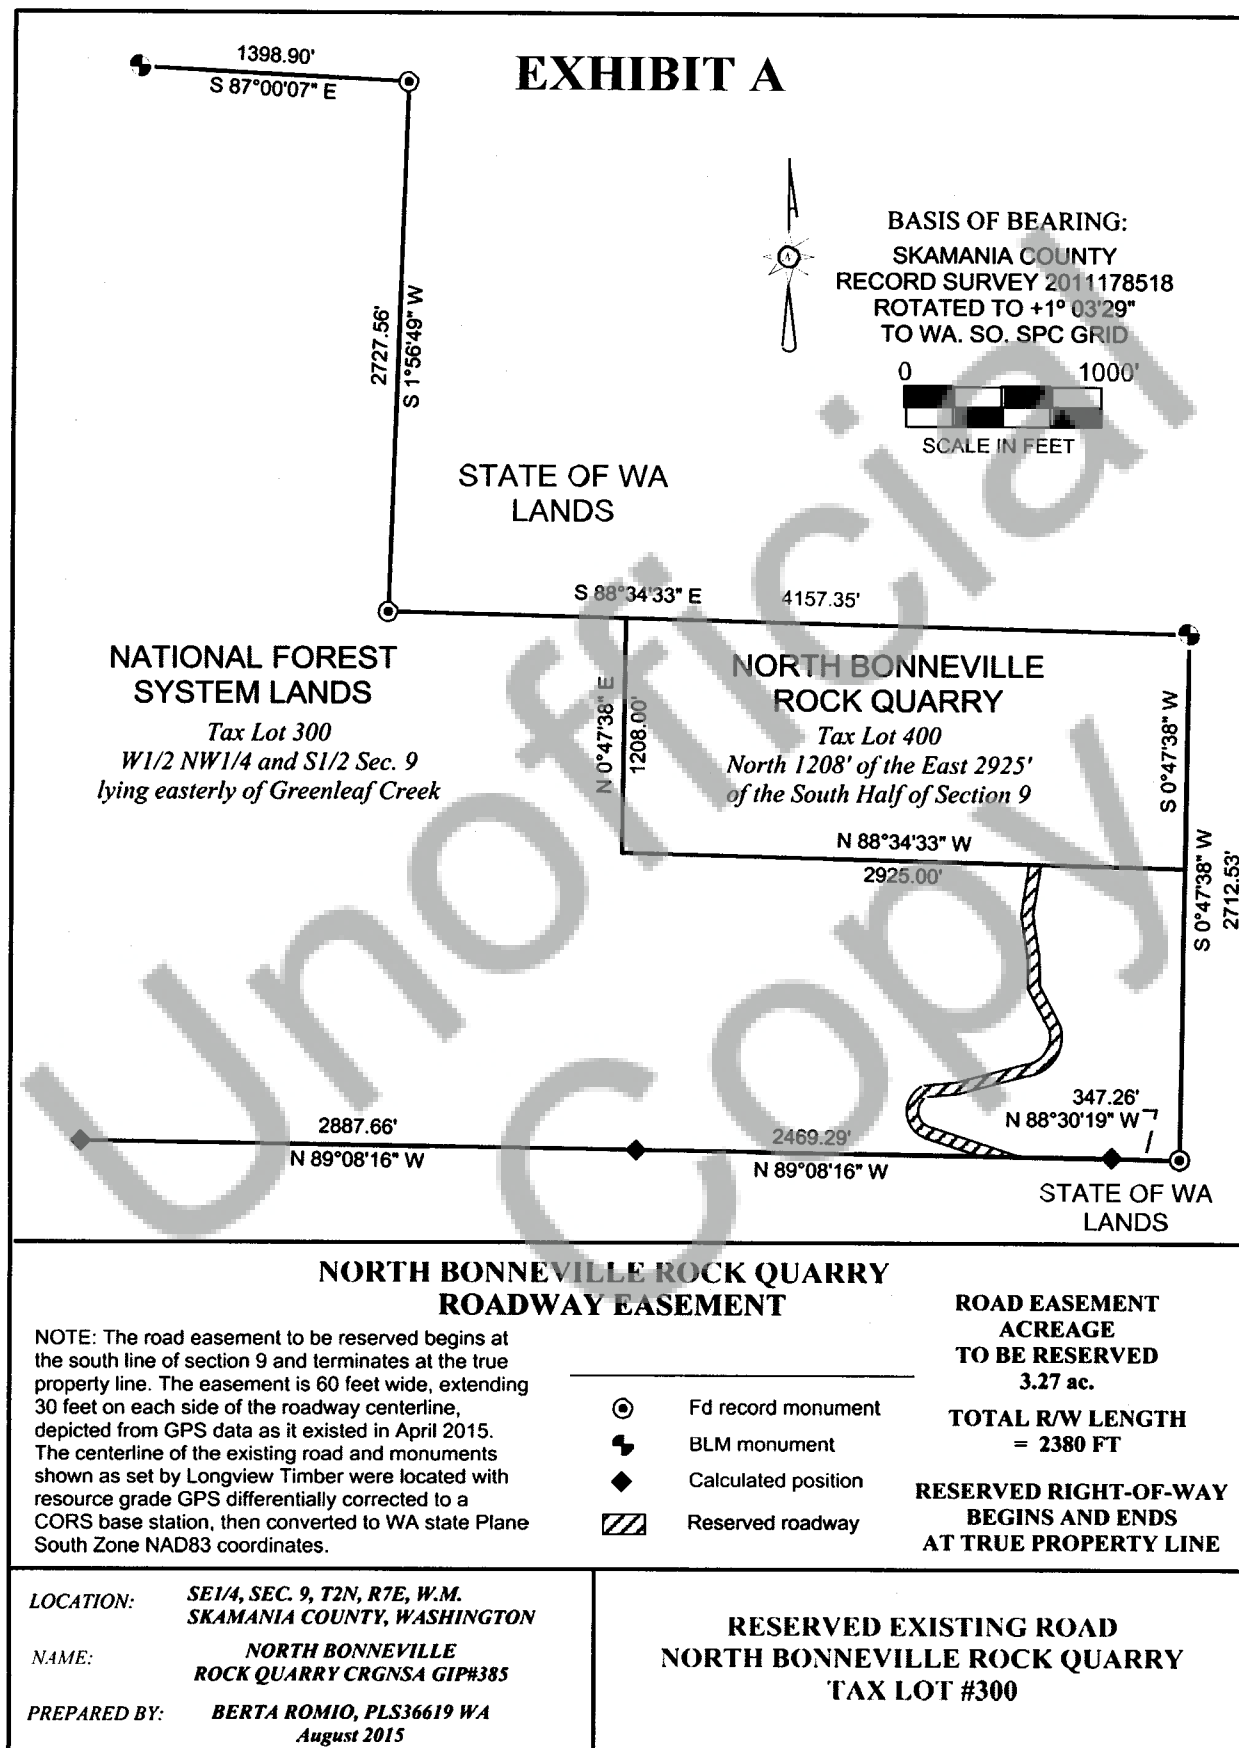 EXHIBIT A
1398.90'
S 87°00'07" E
2727.56'
S 1°56'49" W
BASIS OF BEARING:
SKAMANIA COUNTY
RECORD SURVEY 2011178518
ROTATED TO +1° 03'29"
TO WA. SO. SPC GRID
0 1000'
SCALE IN FEET
STATE OF WA
LANDS
S 88°34'33" E
4157.35'
NATIONAL FOREST
SYSTEM LANDS
Tax Lot 300
W1/2 NW1/4 and S1/2 Sec. 9
lying easterly of Greenleaf Creek
N 0°47'38" E
1208.00'
NORTH BONNEVILLE
ROCK QUARRY
Tax Lot 400
North 1208' of the East 2925'
of the South Half of Section 9
S 0°47'38" W
N 88°34'33" W
2925.00'
S 0°47'38" W
2712.53'
347.26'
N 88°30'19" W
2887.66'
N 89°08'16" W
2469.29'
N 89°08'16" W
STATE OF WA
LANDS
Unofficial
Copy
NORTH BONNEVILLE ROCK QUARRY
ROADWAY EASEMENT
NOTE: The road easement to be reserved begins at
the south line of section 9 and terminates at the true
property line. The easement is 60 feet wide, extending
30 feet on each side of the roadway centerline,
depicted from GPS data as it existed in April 2015.
The centerline of the existing road and monuments
shown as set by Longview Timber were located with
resource grade GPS differentially corrected to a
CORS base station, then converted to WA state Plane
South Zone NAD83 coordinates.
Fd record monument
BLM monument
Calculated position
Reserved roadway
ROAD EASEMENT
ACREAGE
TO BE RESERVED
3.27 ac.
TOTAL R/W LENGTH
= 2380 FT
RESERVED RIGHT-OF-WAY
BEGINS AND ENDS
AT TRUE PROPERTY LINE
LOCATION: SE1/4, SEC. 9, T2N, R7E, W.M.
SKAMANIA COUNTY, WASHINGTON
NAME: NORTH BONNEVILLE
ROCK QUARRY CRGNSA GIP#385
PREPARED BY: BERTA ROMIO, PLS36619 WA
August 2015
RESERVED EXISTING ROAD
NORTH BONNEVILLE ROCK QUARRY
TAX LOT #300